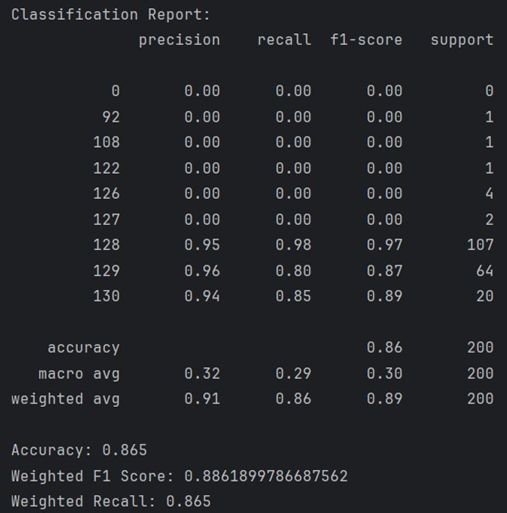 Classification Report:
precision recall f1-score support
0 0.00 0.00 0.00 0
92 0.00 0.00 0.00 1
108 0.00 0.00 0.00 1
122 0.00 0.00 0.00 1
126 0.00 0.00 0.00 4
127 0.00 0.00 0.00 2
128 0.95 0.98 0.97 107
129 0.96 0.80 0.87 64
130 0.94 0.85 0.89 20
accuracy 0.86 200
macro avg 0.32 0.29 0.30 200
weighted avg 0.91 0.86 0.89 200
Accuracy: 0.865
Weighted F1 Score: 0.8861899786687562
Weighted Recall: 0.865